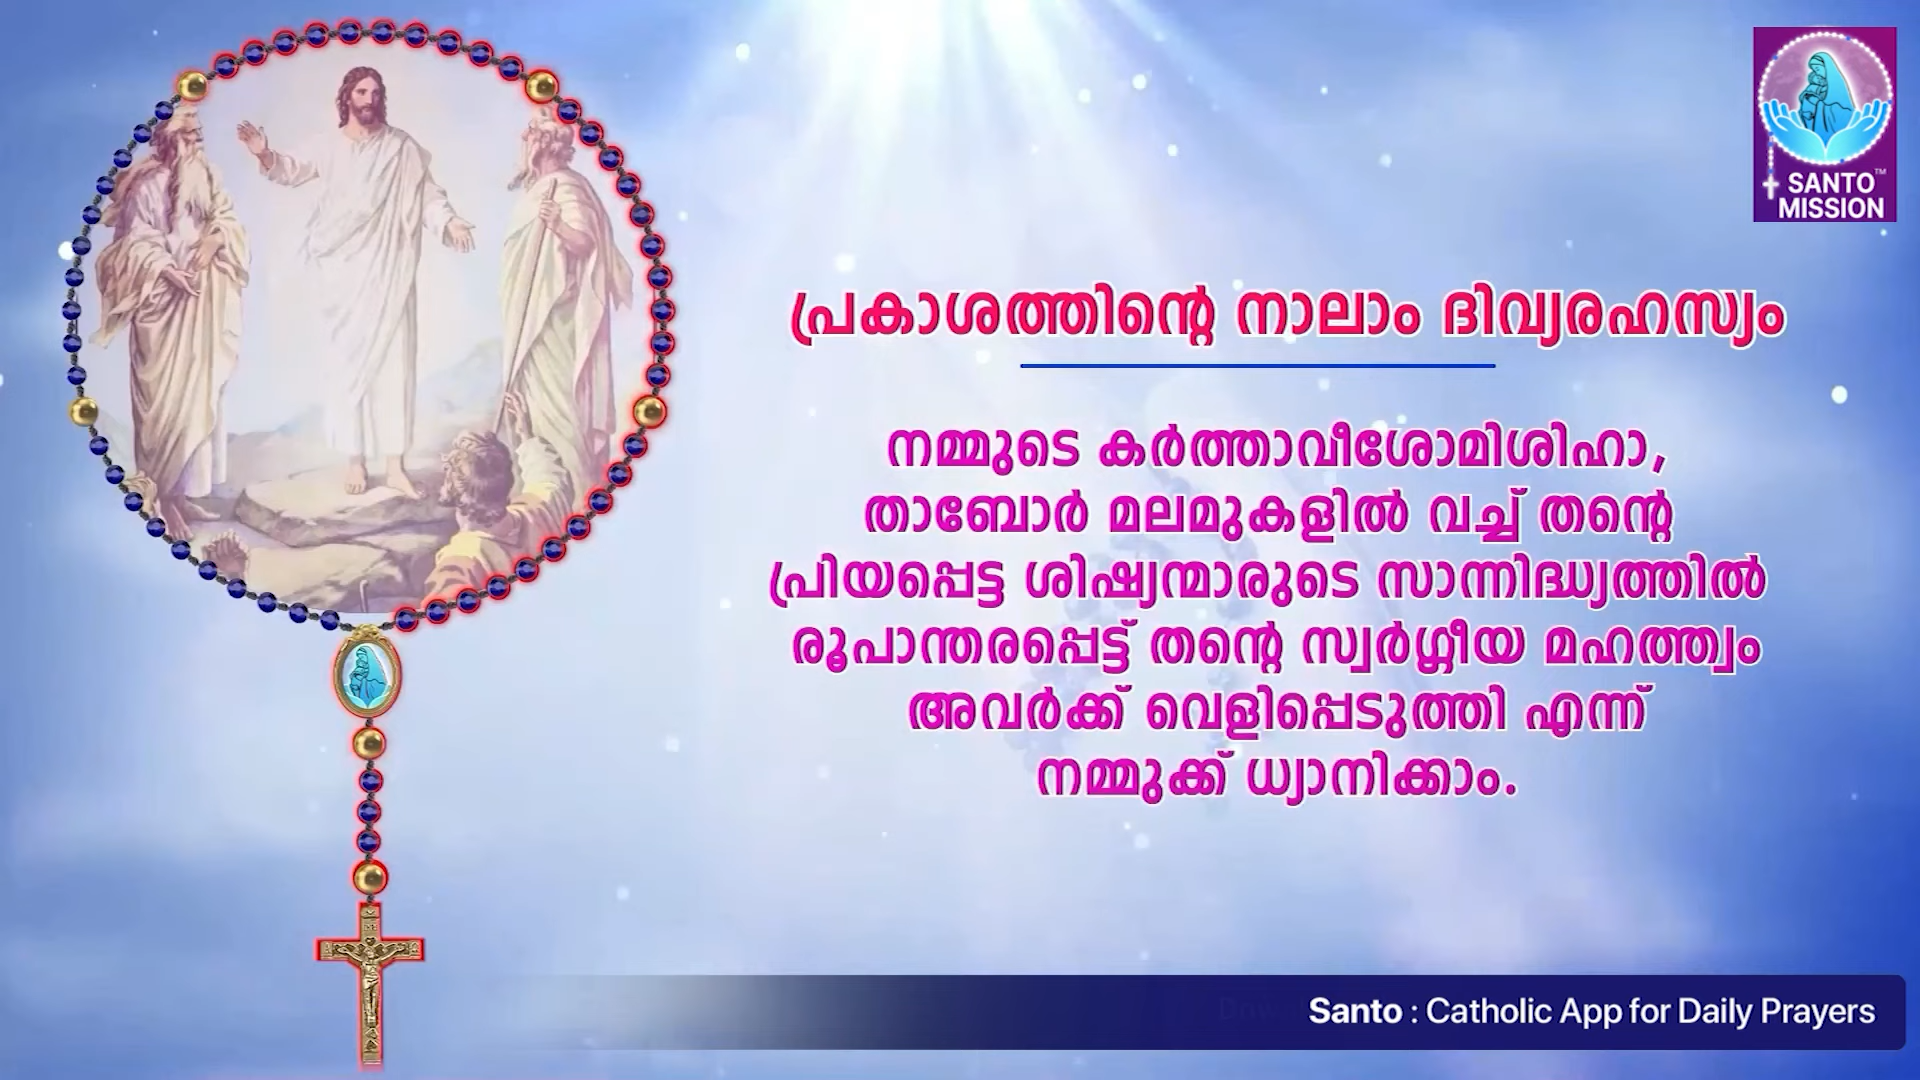 SANTO™
MISSION
പ്രകാശത്തിന്റെ നാലാം ദിവ്യരഹസ്യം
നമ്മുടെ കർത്താവീശോമിശിഹാ,
താബോർ മലമുകളിൽ വച്ച് തന്റെ
പ്രിയപ്പെട്ട ശിഷ്യന്മാരുടെ സാന്നിദ്ധ്യത്തിൽ
രൂപാന്തരപ്പെട്ട് തന്റെ സ്വർഗ്ഗീയ മഹത്ത്വം
അവർക്ക് വെളിപ്പെടുത്തി എന്ന്
നമ്മുക്ക് ധ്യാനിക്കാം.
Santo : Catholic App for Daily Prayers